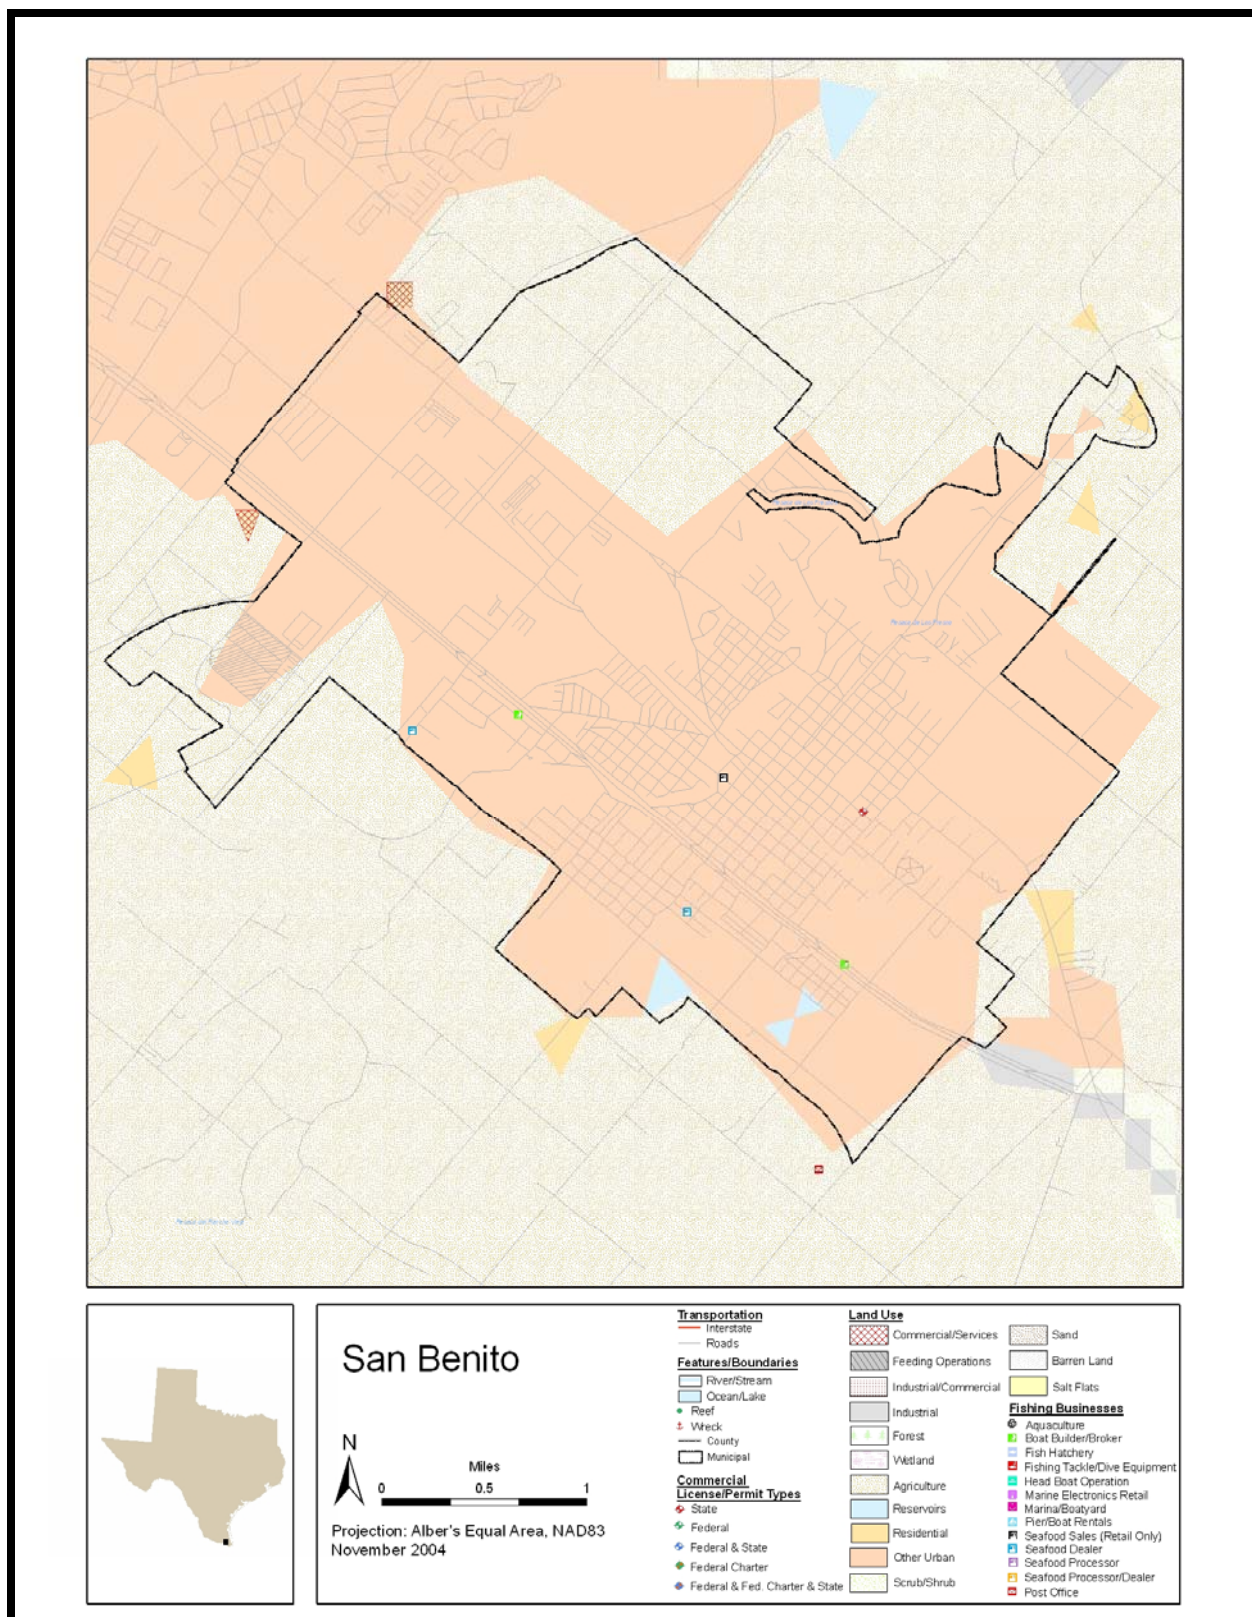 San Benito
N
Miles
0 0.5 1
Projection: Alber's Equal Area, NAD83
November 2004
Transportation
Interstate
Roads
Features/Boundaries
River/Stream
Ocean/Lake
Reef
Wreck
County
Municipal
Commercial
License/Permit Types
State
Federal
Federal & State
Federal Charter
Federal & Fed. Charter & State
Land Use
Commercial/Services
Feeding Operations
Industrial/Commercial
Industrial
Forest
Wetland
Agriculture
Reservoirs
Residential
Other Urban
Scrub/Shrub
Sand
Barren Land
Salt Flats
Fishing Businesses
Aquaculture
Boat Builder/Broker
Fish Hatchery
Fishing Tackle/Dive Equipment
Head Boat Operation
Marine Electronics Retail
Marina/Boatyard
Pier/Boat Rentals
Seafood Sales (Retail Only)
Seafood Dealer
Seafood Processor
Seafood Processor/Dealer
Post Office